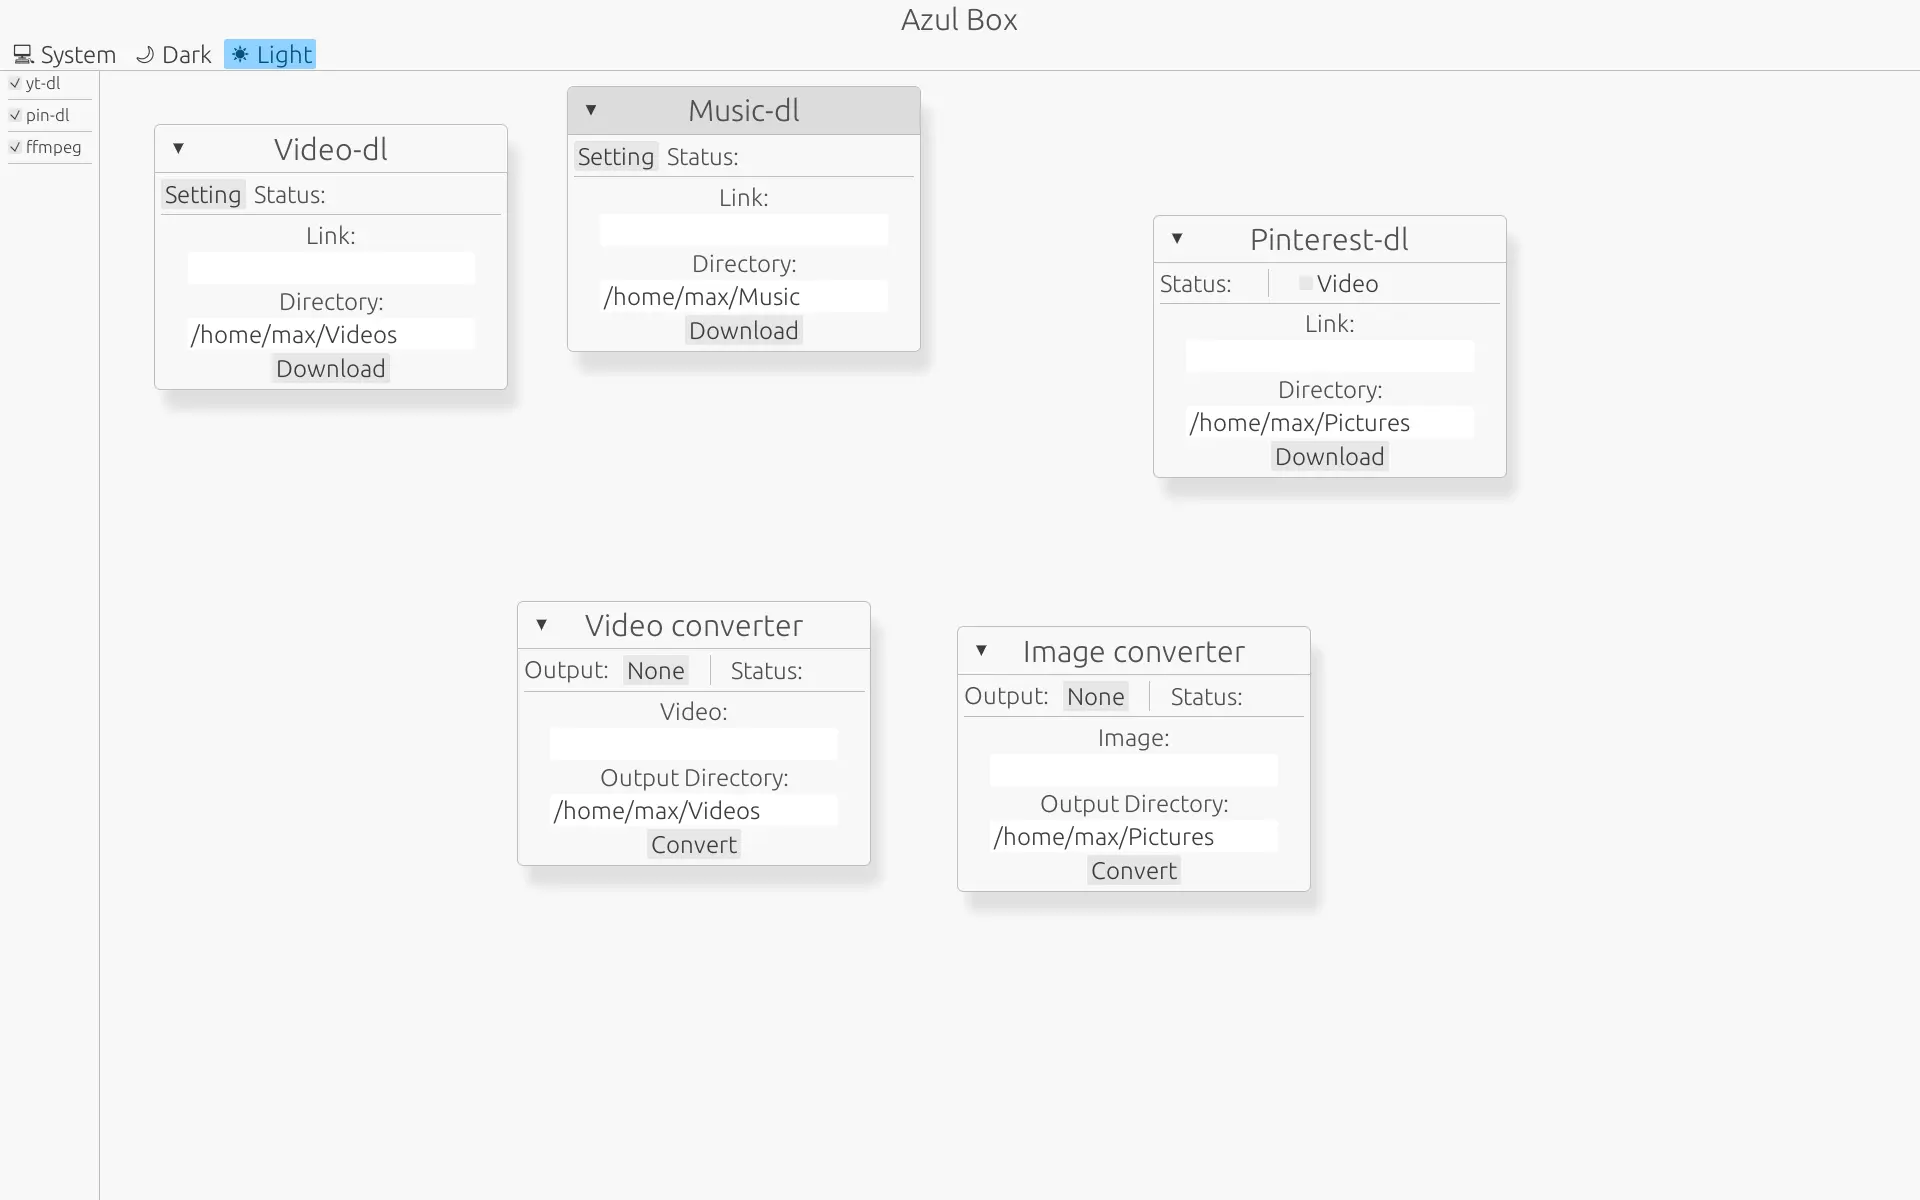 Azul Box
System Dark Light
yt-dl
pin-dl
ffmpeg
Video-dl
Setting Status:
Link:
Directory:
/home/max/Videos
Download
Music-dl
Setting Status:
Link:
Directory:
/home/max/Music
Download
Pinterest-dl
Status: Video
Link:
Directory:
/home/max/Pictures
Download
Video converter
Output: None Status:
Video:
Output Directory:
/home/max/Videos
Convert
Image converter
Output: None Status:
Image:
Output Directory:
/home/max/Pictures
Convert